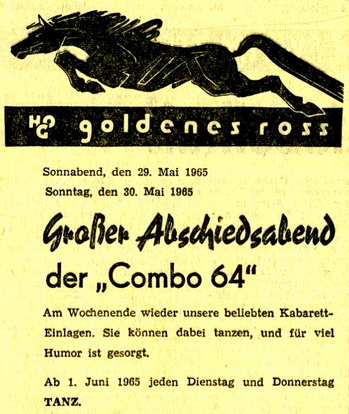 HOG goldenes ross
Sonnabend, den 29. Mai 1965
Sonntag, den 30. Mai 1965
Großer Abschiedsabend
der „Combo 64“
Am Wochenende wieder unsere beliebten Kabarett-
Einlagen. Sie können dabei tanzen, und für viel
Humor ist gesorgt.
Ab 1. Juni 1965 jeden Dienstag und Donnerstag
TANZ.